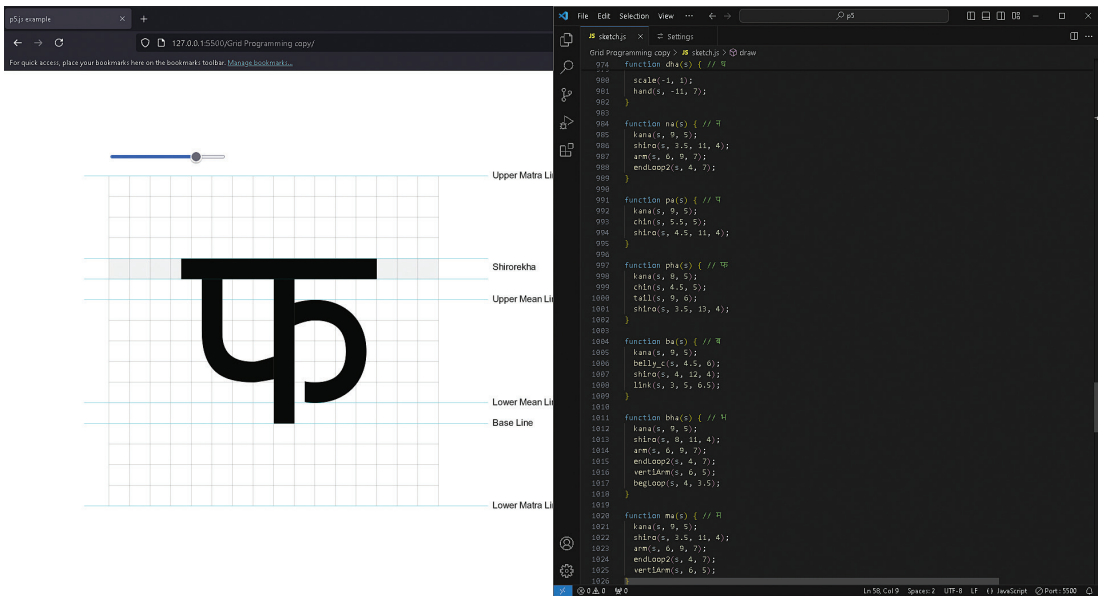 p5.js example
127.0.0.1:5500/Grid Programming copy/
For quick access, place your bookmarks here on the bookmarks toolbar. Manage bookmarks...
Upper Matra Li
Shirorekha
Upper Mean Li
Lower Mean Li
Base Line
Lower Matra Li
फ
File Edit Selection View ... p5
JS sketch.js Settings
Grid Programming copy > JS sketch.js > draw
974 function dha(s) { // ध
980 scale(-1, 1);
981 hand(s, -11, 7);
982 }
983
984 function na(s) { // न
985 kana(s, 9, 5);
986 shiro(s, 3.5, 11, 4);
987 arm(s, 6, 9, 7);
988 endLoop2(s, 4, 7);
989 }
990
991 function pa(s) { // प
992 kana(s, 9, 5);
993 chin(s, 5.5, 5);
994 shiro(s, 4.5, 11, 4);
995 }
996
997 function pha(s) { // फ
998 kana(s, 8, 5);
999 chin(s, 4.5, 5);
1000 tail(s, 9, 6);
1001 shiro(s, 3.5, 13, 4);
1002 }
1003
1004 function ba(s) { // ब
1005 kana(s, 9, 5);
1006 belly_c(s, 4.5, 6);
1007 shiro(s, 4, 12, 4);
1008 link(s, 3, 5, 6.5);
1009 }
1010
1011 function bha(s) { // भ
1012 kana(s, 9, 5);
1013 shiro(s, 8, 11, 4);
1014 arm(s, 6, 9, 7);
1015 endLoop2(s, 4, 7);
1016 vertiArm(s, 6, 5);
1017 begLoop(s, 4, 3.5);
1018 }
1019
1020 function ma(s) { // म
1021 kana(s, 9, 5);
1022 shiro(s, 3.5, 11, 4);
1023 arm(s, 6, 9, 7);
1024 endLoop2(s, 4, 7);
1025 vertiArm(s, 6, 5);
1026 }
0 0 0 Ln 58, Col 9 Spaces: 2 UTF-8 LF {} JavaScript Port : 5500